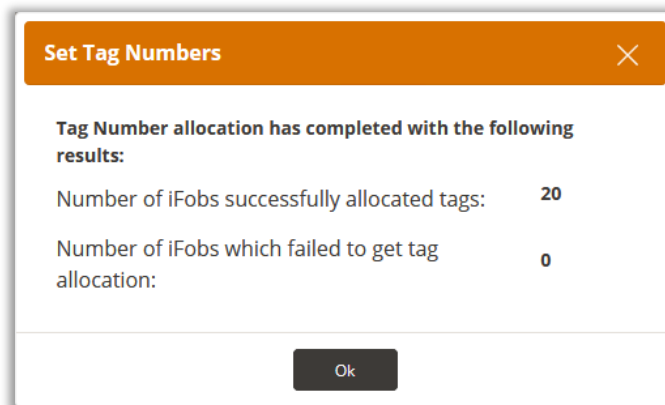 Set Tag Numbers
Tag Number allocation has completed with the following
results:
Number of iFobs successfully allocated tags: 20
Number of iFobs which failed to get tag
allocation: 0
Ok